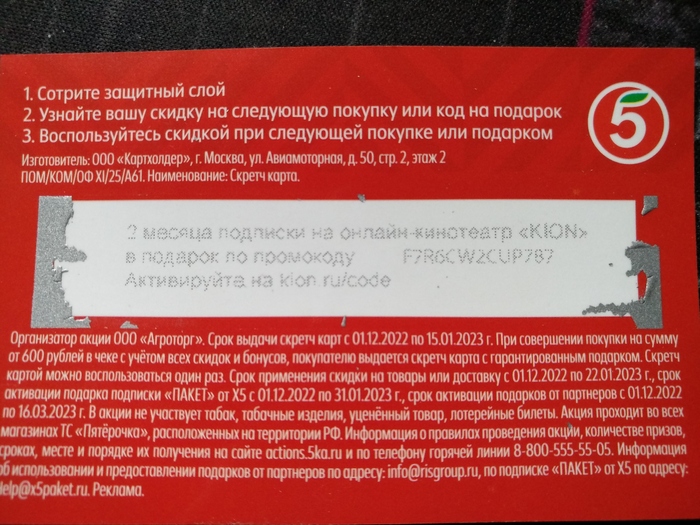 1. Сотрите защитный слой
2. Узнайте вашу скидку на следующую покупку или код на подарок
3. Воспользуйтесь скидкой при следующей покупке или подарком
5
Изготовитель: ООО «Картхолдер», г. Москва, ул. Авиамоторная, д. 50, стр. 2, этаж 2
ПОМ/КОМ/ОФ XI/25/А61. Наименование: Скретч карта.
2 месяца подписки на онлайн-кинотеатр «KION»
в подарок по промокоду F7R6CW2CUP787
Активируйте на kion.ru/code
Организатор акции ООО «Агроторг». Срок выдачи скретч карт с 01.12.2022 по 15.01.2023 г. При совершении покупки на сумму
от 600 рублей в чеке с учётом всех скидок и бонусов, покупателю выдается скретч карта с гарантированным подарком. Скретч
картой можно воспользоваться один раз. Срок применения скидки на товары или доставку с 01.12.2022 по 22.01.2023 г., срок
активации подарка подписки «ПАКЕТ» от X5 с 01.12.2022 по 31.01.2023 г., срок активации подарков от партнеров с 01.12.2022
по 16.03.2023 г. В акции не участвует табак, табачные изделия, уценённый товар, лотерейные билеты. Акция проходит во всех
магазинах ТС «Пятёрочка», расположенных на территории РФ. Информация о правилах проведения акции, количестве призов,
сроках, месте и порядке их получения на сайте actions.5ka.ru и по телефону горячей линии 8-800-555-55-05. Информация
об использовании и предоставлении подарков от партнеров по адресу: info@risgroup.ru, по подписке «ПАКЕТ» от X5 по адресу:
help@x5paket.ru. Реклама.